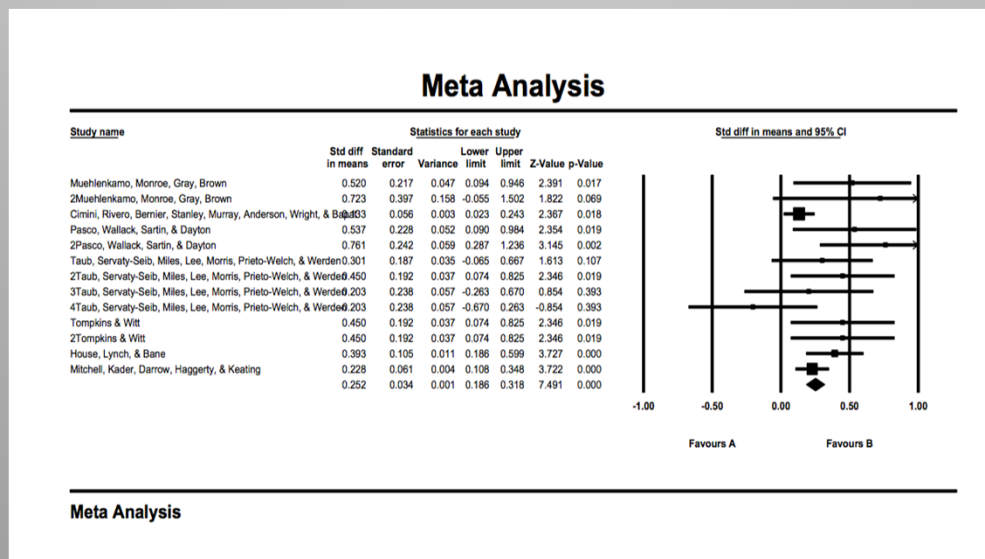 Meta Analysis
Study name Statistics for each study Std diff in means and 95% CI
Std diff Standard Lower Upper
in means error Variance limit limit Z-Value p-Value
Muehlenkamo, Monroe, Gray, Brown 0.520 0.217 0.047 0.094 0.946 2.391 0.017
2Muehlenkamo, Monroe, Gray, Brown 0.723 0.397 0.158 -0.055 1.502 1.822 0.069
Cimini, Rivero, Bernier, Stanley, Murray, Anderson, Wright, & 0.133 0.056 0.003 0.023 0.243 2.367 0.018
Pasco, Wallack, Sartin, & Dayton 0.537 0.228 0.052 0.090 0.984 2.354 0.019
2Pasco, Wallack, Sartin, & Dayton 0.761 0.242 0.059 0.287 1.236 3.145 0.002
Taub, Servaty-Seib, Miles, Lee, Morris, Prieto-Welch, & Werden 0.301 0.187 0.035 -0.065 0.667 1.613 0.107
2Taub, Servaty-Seib, Miles, Lee, Morris, Prieto-Welch, & Werden 0.450 0.192 0.037 0.074 0.825 2.346 0.019
3Taub, Servaty-Seib, Miles, Lee, Morris, Prieto-Welch, & Werden 0.203 0.238 0.057 -0.263 0.670 0.854 0.393
4Taub, Servaty-Seib, Miles, Lee, Morris, Prieto-Welch, & Werden 0.203 0.238 0.057 -0.670 0.263 -0.854 0.393
Tompkins & Witt 0.450 0.192 0.037 0.074 0.825 2.346 0.019
2Tompkins & Witt 0.450 0.192 0.037 0.074 0.825 2.346 0.019
House, Lynch, & Bane 0.393 0.105 0.011 0.186 0.599 3.727 0.000
Mitchell, Kader, Darrow, Haggerty, & Keating 0.228 0.061 0.004 0.108 0.348 3.722 0.000
0.252 0.034 0.001 0.186 0.318 7.491 0.000
-1.00 -0.50 0.00 0.50 1.00
Favours A Favours B
Meta Analysis